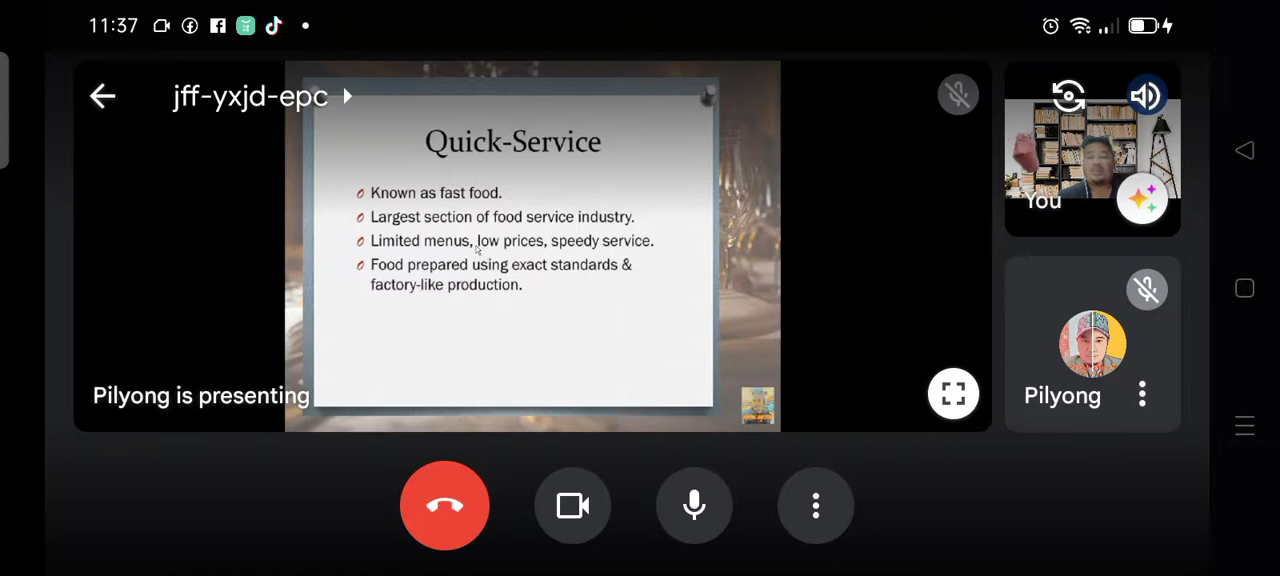 11:37
jff-yxjd-epc
Quick-Service
Known as fast food.
Largest section of food service industry.
Limited menus, low prices, speedy service.
Food prepared using exact standards &
factory-like production.
Pilyong is presenting
You
Pilyong